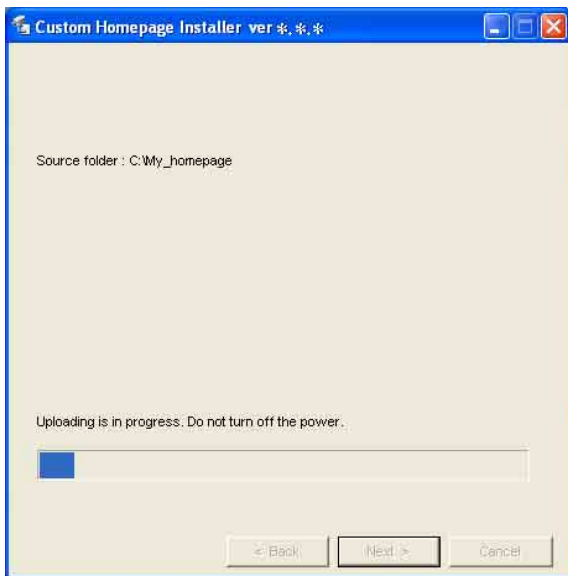 Custom Homepage Installer ver *.*.*
Source folder : C:\My_homepage
Uploading is in progress. Do not turn off the power.
< Back
Next >
Cancel